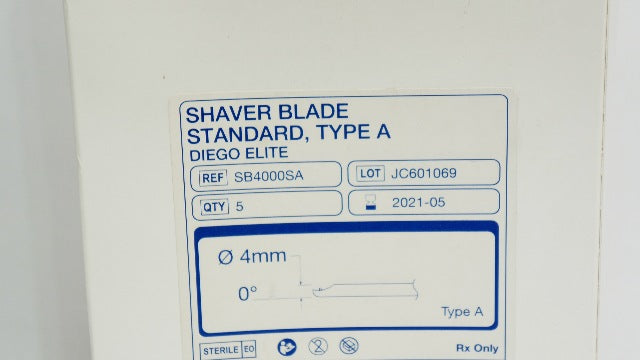 SHAVER BLADE
STANDARD, TYPE A
DIEGO ELITE
REF SB4000SA LOT JC601069
QTY 5 2021-05
Ø 4mm
0°
Type A
STERILE EO 2 Rx Only